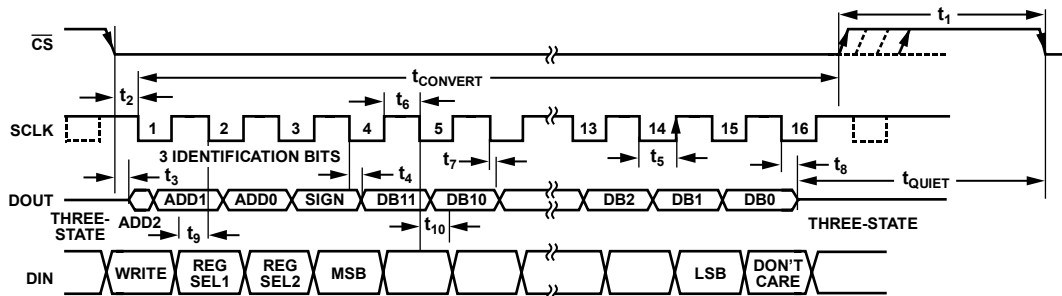 t1
CS
tCONVERT
t2
t6
SCLK
1 2 3 4 5 13 14 15 16
3 IDENTIFICATION BITS
t7
t5
t8
t3
t4
tQUIET
DOUT
ADD1 ADD0 SIGN DB11 DB10 DB2 DB1 DB0
THREE-STATE
ADD2
t9
t10
THREE-STATE
DIN
WRITE REG SEL1 REG SEL2 MSB LSB DON'T CARE